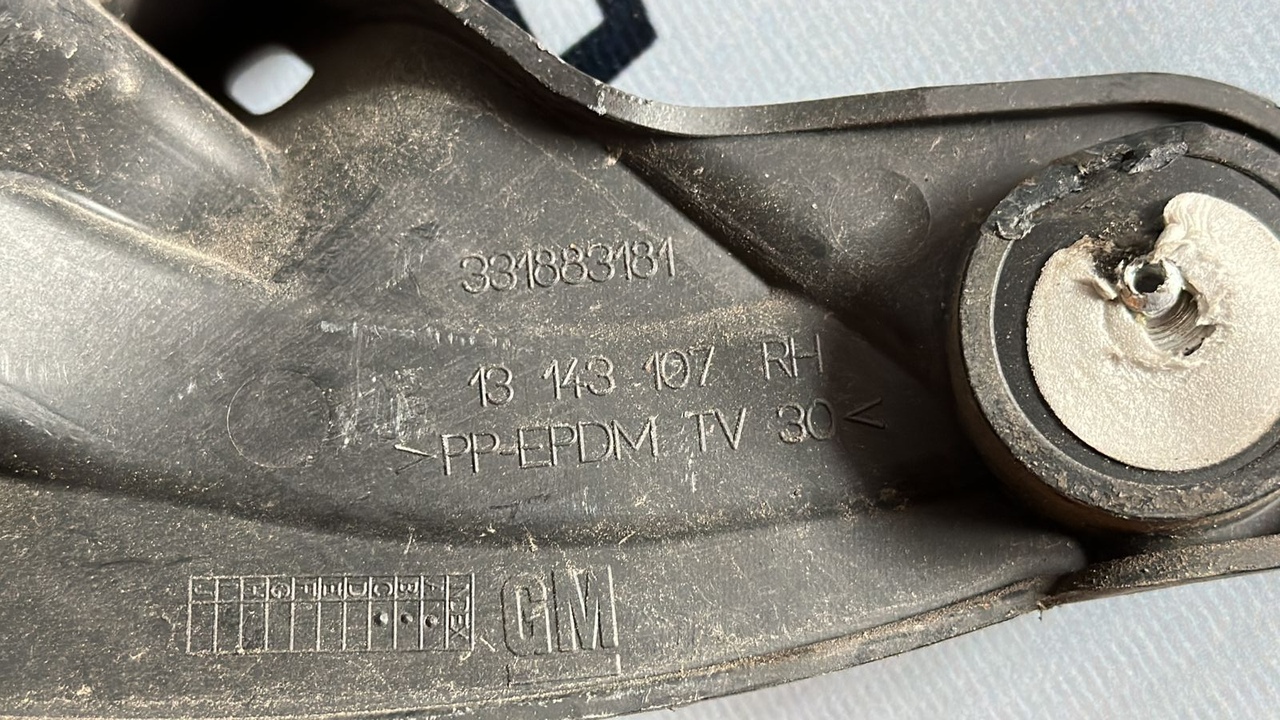 331883181
13 143 107 RH
>PP-EPDM TV 30<
GM